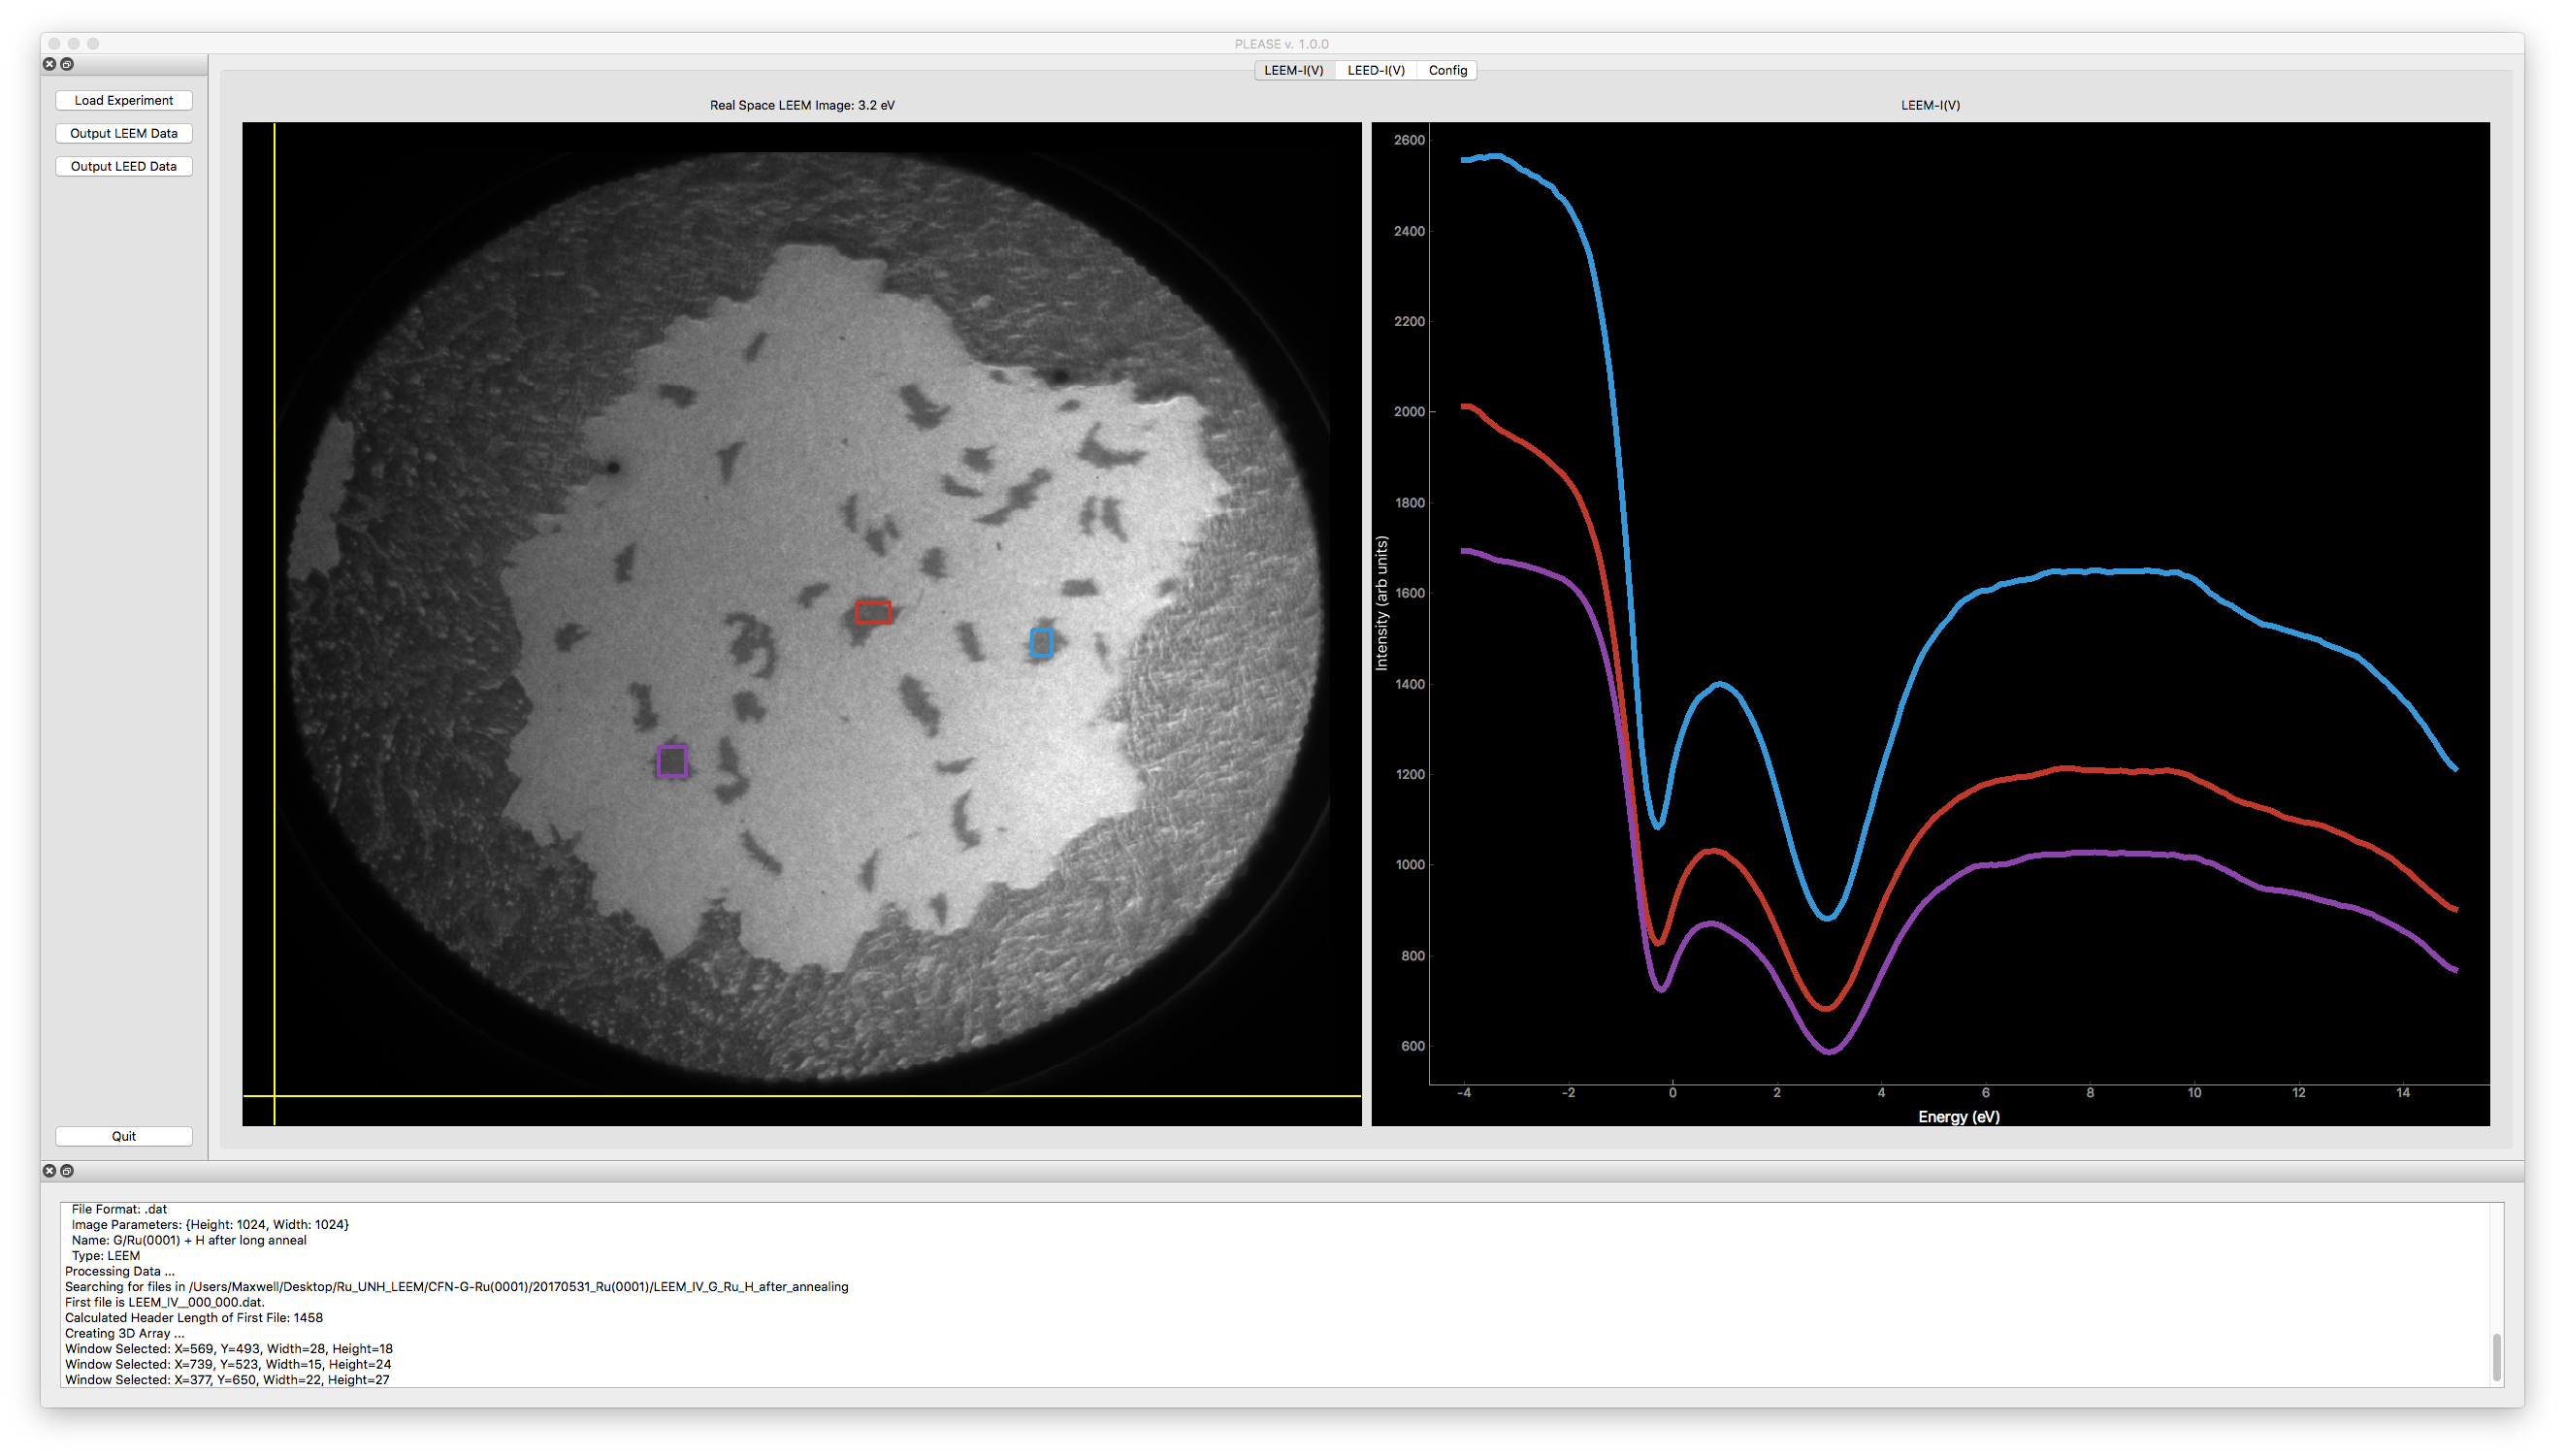 PLEASE v. 1.0.0
LEEM-I(V) LEED-I(V) Config
Load Experiment
Output LEEM Data
Output LEED Data
Quit
Real Space LEEM Image: 3.2 eV
LEEM-I(V)
2600
2400
2200
2000
1800
1600
1400
1200
1000
800
600
Intensity (arb units)
-4 -2 0 2 4 6 8 10 12 14
Energy (eV)
File Format: .dat
Image Parameters: {Height: 1024, Width: 1024}
Name: G/Ru(0001) + H after long anneal
Type: LEEM
Processing Data ...
Searching for files in /Users/Maxwell/Desktop/Ru_UNH_LEEM/CFN-G-Ru(0001)/20170531_Ru(0001)/LEEM_IV_G_Ru_H_after_annealing
First file is LEEM_IV__000_000.dat.
Calculated Header Length of First File: 1458
Creating 3D Array ...
Window Selected: X=569, Y=493, Width=28, Height=18
Window Selected: X=739, Y=523, Width=15, Height=24
Window Selected: X=377, Y=650, Width=22, Height=27